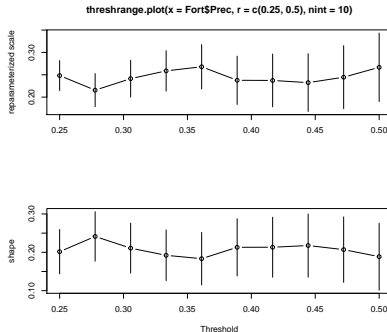 threshrange.plot(x = Fort$Prec, r = c(0.25, 0.5), nint = 10)
reparameterized scale
0.30
0.20
0.25 0.30 0.35 0.40 0.45 0.50
shape
0.30
0.20
0.10
0.25 0.30 0.35 0.40 0.45 0.50
Threshold